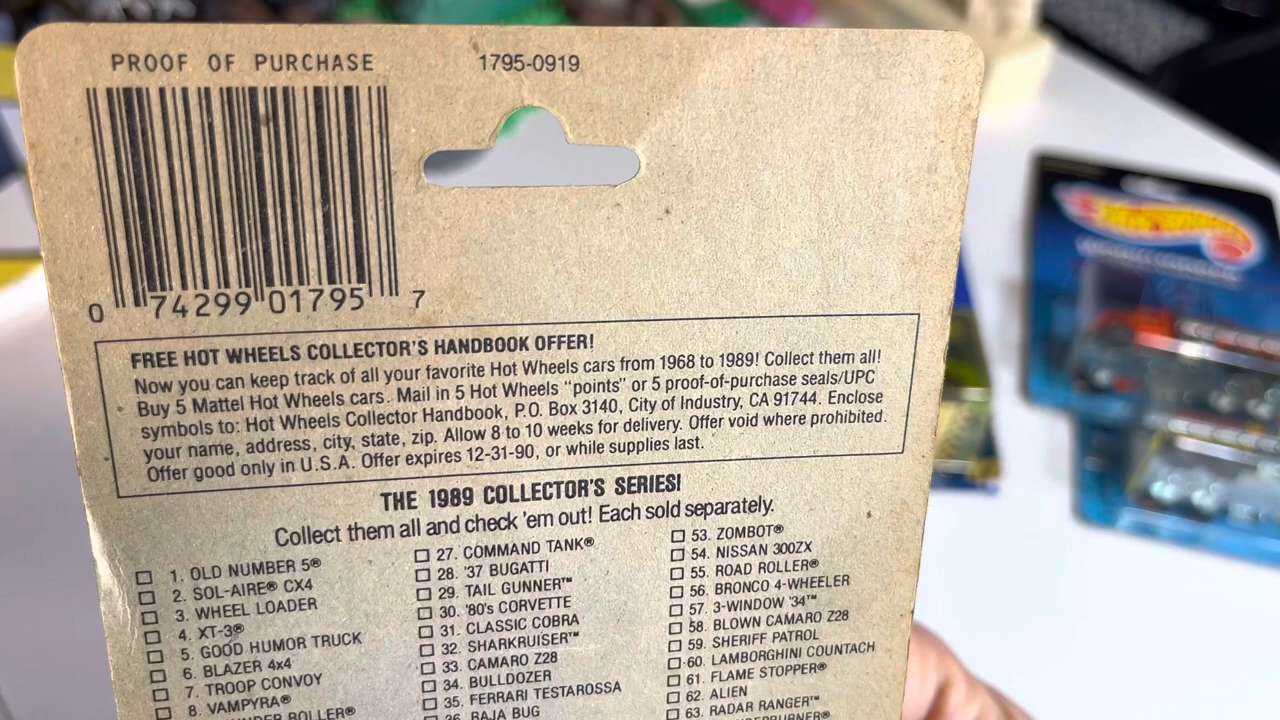 PROOF OF PURCHASE
1795-0919
0 74299 01795 7
FREE HOT WHEELS COLLECTOR'S HANDBOOK OFFER!
Now you can keep track of all your favorite Hot Wheels cars from 1968 to 1989! Collect them all!
Buy 5 Mattel Hot Wheels cars. Mail in 5 Hot Wheels "points" or 5 proof-of-purchase seals/UPC
symbols to: Hot Wheels Collector Handbook, P.O. Box 3140, City of Industry, CA 91744. Enclose
your name, address, city, state, zip. Allow 8 to 10 weeks for delivery. Offer void where prohibited.
Offer good only in U.S.A. Offer expires 12-31-90, or while supplies last.
THE 1989 COLLECTOR'S SERIES!
Collect them all and check 'em out! Each sold separately.
1. OLD NUMBER 5®
2. SOL-AIRE® CX4
3. WHEEL LOADER
4. XT-3®
5. GOOD HUMOR TRUCK
6. BLAZER 4x4
7. TROOP CONVOY
8. VAMPYRA®
ROLLER®
27. COMMAND TANK®
28. '37 BUGATTI
29. TAIL GUNNER™
30. '80's CORVETTE
31. CLASSIC COBRA
32. SHARKRUISER™
33. CAMARO Z28
34. BULLDOZER
35. FERRARI TESTAROSSA
36. BAJA BUG
53. ZOMBOT®
54. NISSAN 300ZX
55. ROAD ROLLER®
56. BRONCO 4-WHEELER
57. 3-WINDOW '34™
58. BLOWN CAMARO Z28
59. SHERIFF PATROL
60. LAMBORGHINI COUNTACH
61. FLAME STOPPER®
62. ALIEN
63. RADAR RANGER™
Hot Wheels